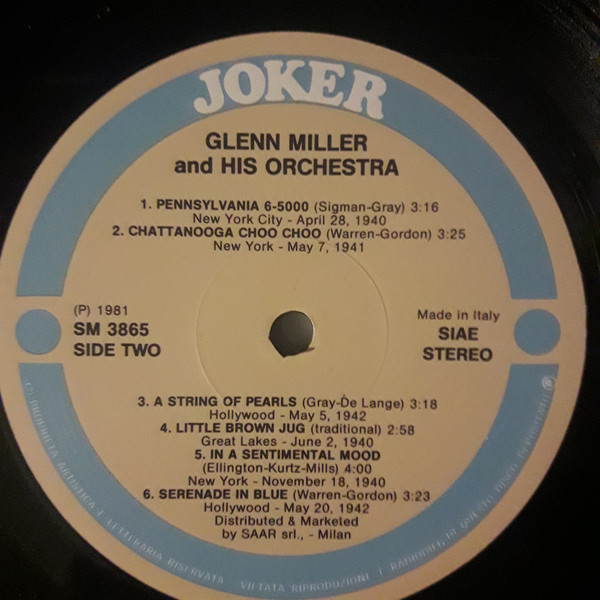 JOKER
GLENN MILLER
and HIS ORCHESTRA
1. PENNSYLVANIA 6-5000 (Sigman-Gray) 3:16
New York City - April 28, 1940
2. CHATTANOOGA CHOO CHOO (Warren-Gordon) 3:25
New York - May 7, 1941
(P) 1981
SM 3865
SIDE TWO
Made in Italy
SIAE
STEREO
3. A STRING OF PEARLS (Gray-De Lange) 3:18
Hollywood - May 5, 1942
4. LITTLE BROWN JUG (traditional) 2:58
Great Lakes - June 2, 1940
5. IN A SENTIMENTAL MOOD
(Ellington-Kurtz-Mills) 4:00
New York - November 18, 1940
6. SERENADE IN BLUE (Warren-Gordon) 3:23
Hollywood - May 20, 1942
Distributed & Marketed
by SAAR srl., - Milan
PROPRIETA ARTISTICA E LETTERARIA RISERVATA